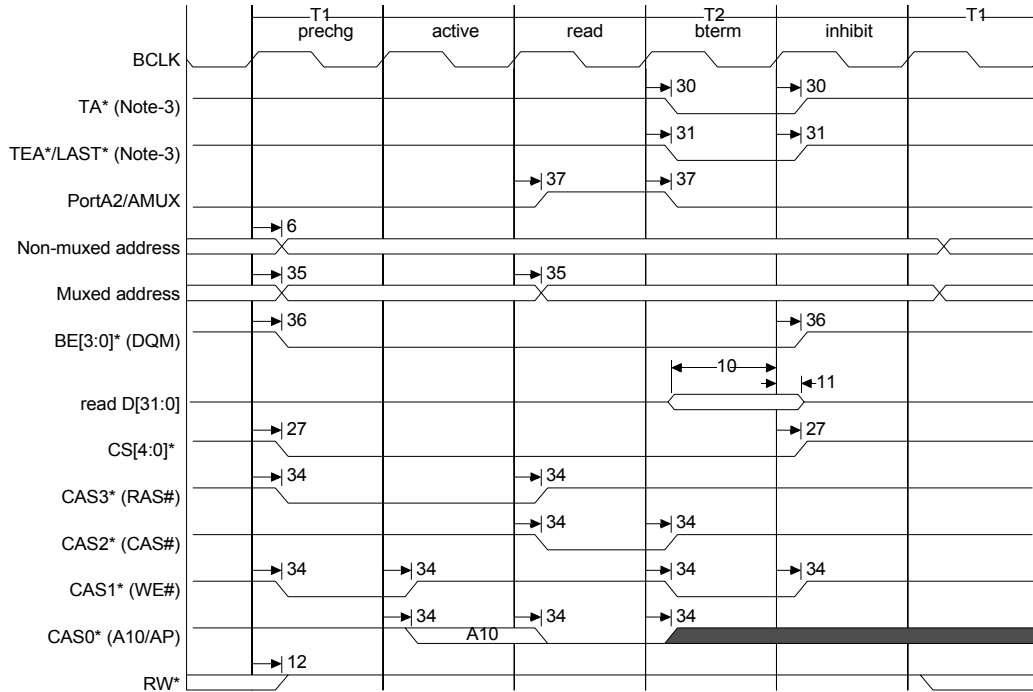 T1 T2 T1
prechg active read bterm inhibit
BCLK
30 30
TA* (Note-3)
31 31
TEA*/LAST* (Note-3)
37 37
PortA2/AMUX
6
Non-muxed address
35 35
Muxed address
36 36
BE[3:0]* (DQM)
10
11
read D[31:0]
27 27
CS[4:0]*
34 34
CAS3* (RAS#)
34 34
CAS2* (CAS#)
34 34 34 34
CAS1* (WE#)
34 34 34
CAS0* (A10/AP) A10
12
RW*